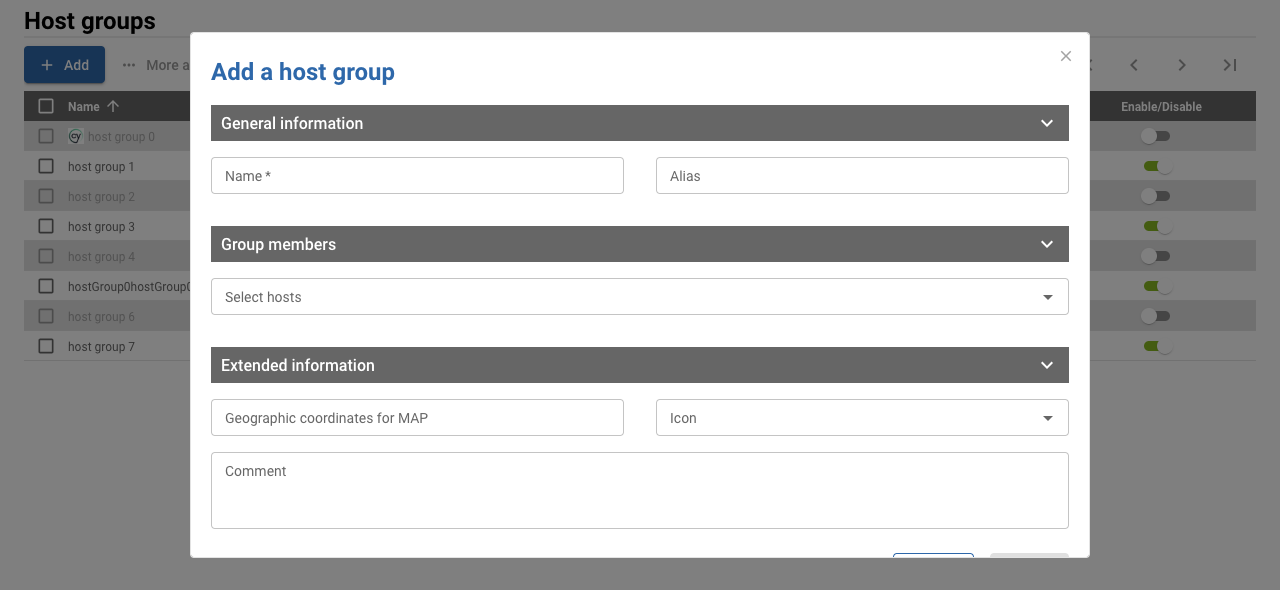 Host groups
Add
More a
Add a host group
Name
Enable/Disable
General information
host group 0
host group 1
Name *
Alias
host group 2
host group 3
Group members
host group 4
hostGroup0hostGroup0
Select hosts
host group 6
host group 7
Extended information
Geographic coordinates for MAP
Icon
Comment